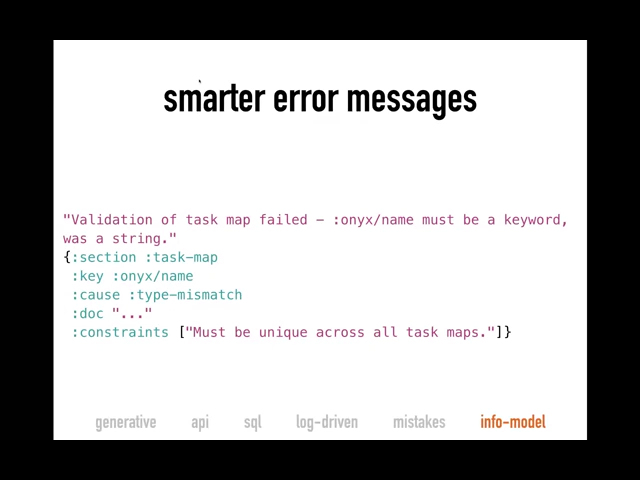 smarter error messages
"Validation of task map failed – :onyx/name must be a keyword,
was a string."
{:section :task-map
:key :onyx/name
:cause :type-mismatch
:doc "..."
:constraints ["Must be unique across all task maps."]}
generative api sql log-driven mistakes info-model